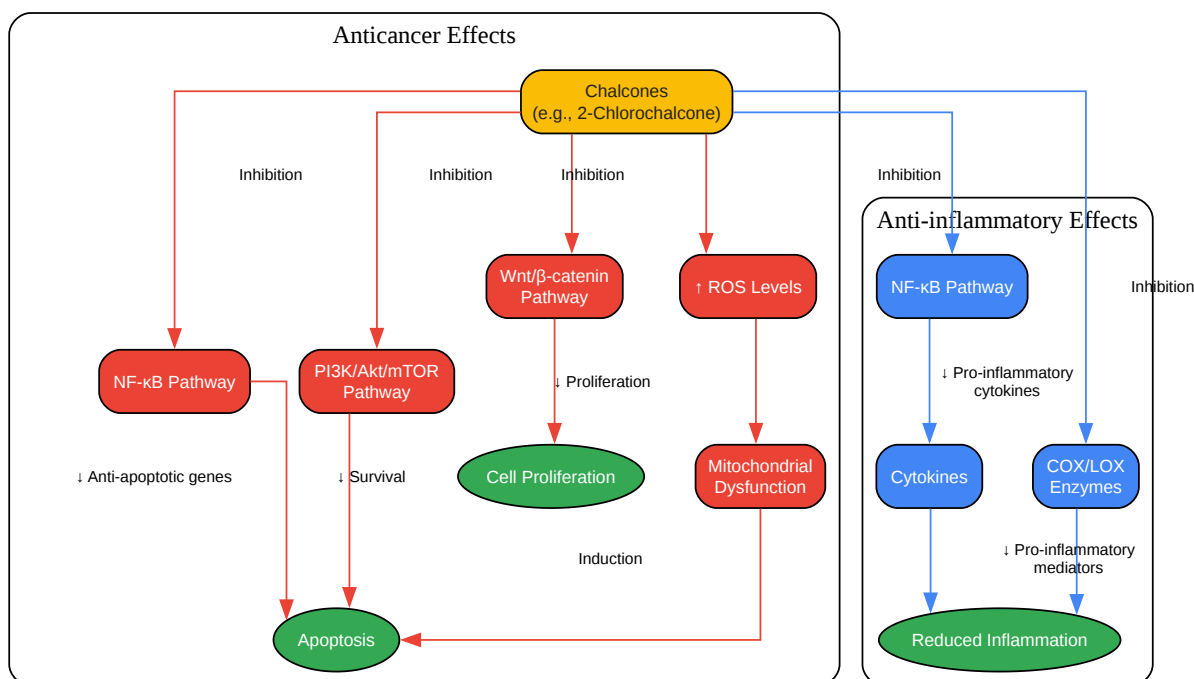 Anticancer Effects
Chalcones
(e.g., 2-Chlorochalcone)
Inhibition
Inhibition
Inhibition
Inhibition
Anti-inflammatory Effects
Wnt/β-catenin
Pathway
↑ ROS Levels
NF-κB Pathway
Inhibition
NF-κB Pathway
PI3K/Akt/mTOR
Pathway
↓ Proliferation
↓ Pro-inflammatory
cytokines
↓ Anti-apoptotic genes
↓ Survival
Cell Proliferation
Mitochondrial
Dysfunction
Cytokines
COX/LOX
Enzymes
Induction
↓ Pro-inflammatory
mediators
Apoptosis
Reduced Inflammation